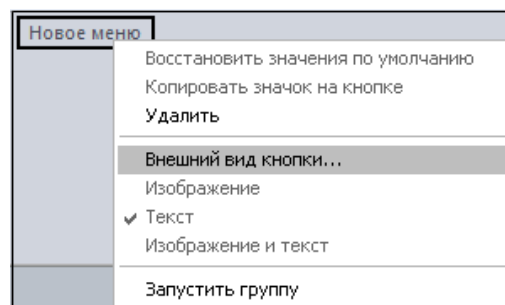 Новое меню
Восстановить значения по умолчанию
Копировать значок на кнопке
Удалить
Внешний вид кнопки...
Изображение
Текст
Изображение и текст
Запустить группу